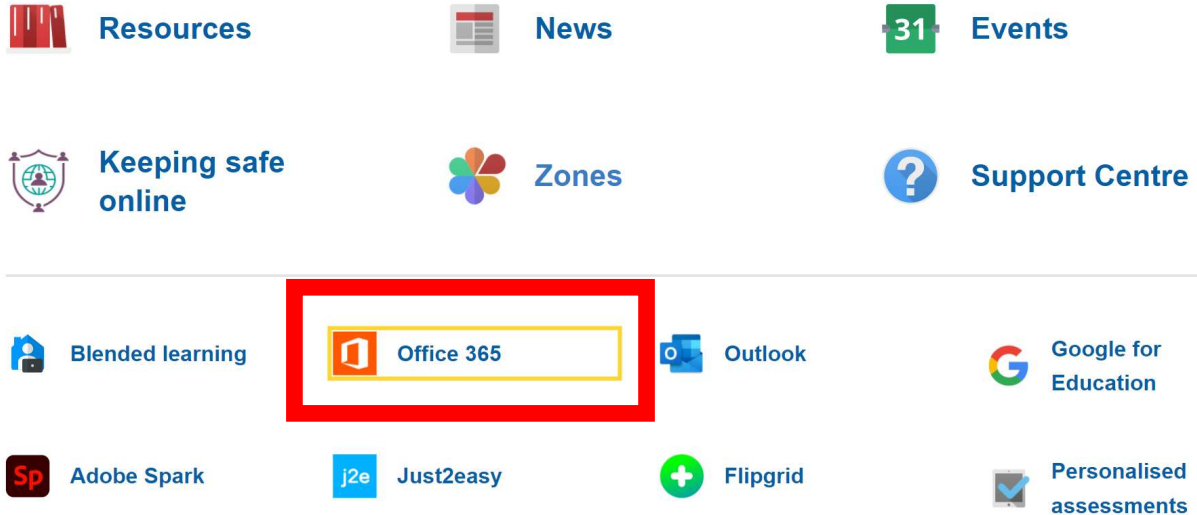 Resources
News
31
Events
Keeping safe
online
Zones
?
Support Centre
Blended learning
Office 365
O
Outlook
G
Google for
Education
Sp
Adobe Spark
j2e
Just2easy
Flipgrid
Personalised
assessments